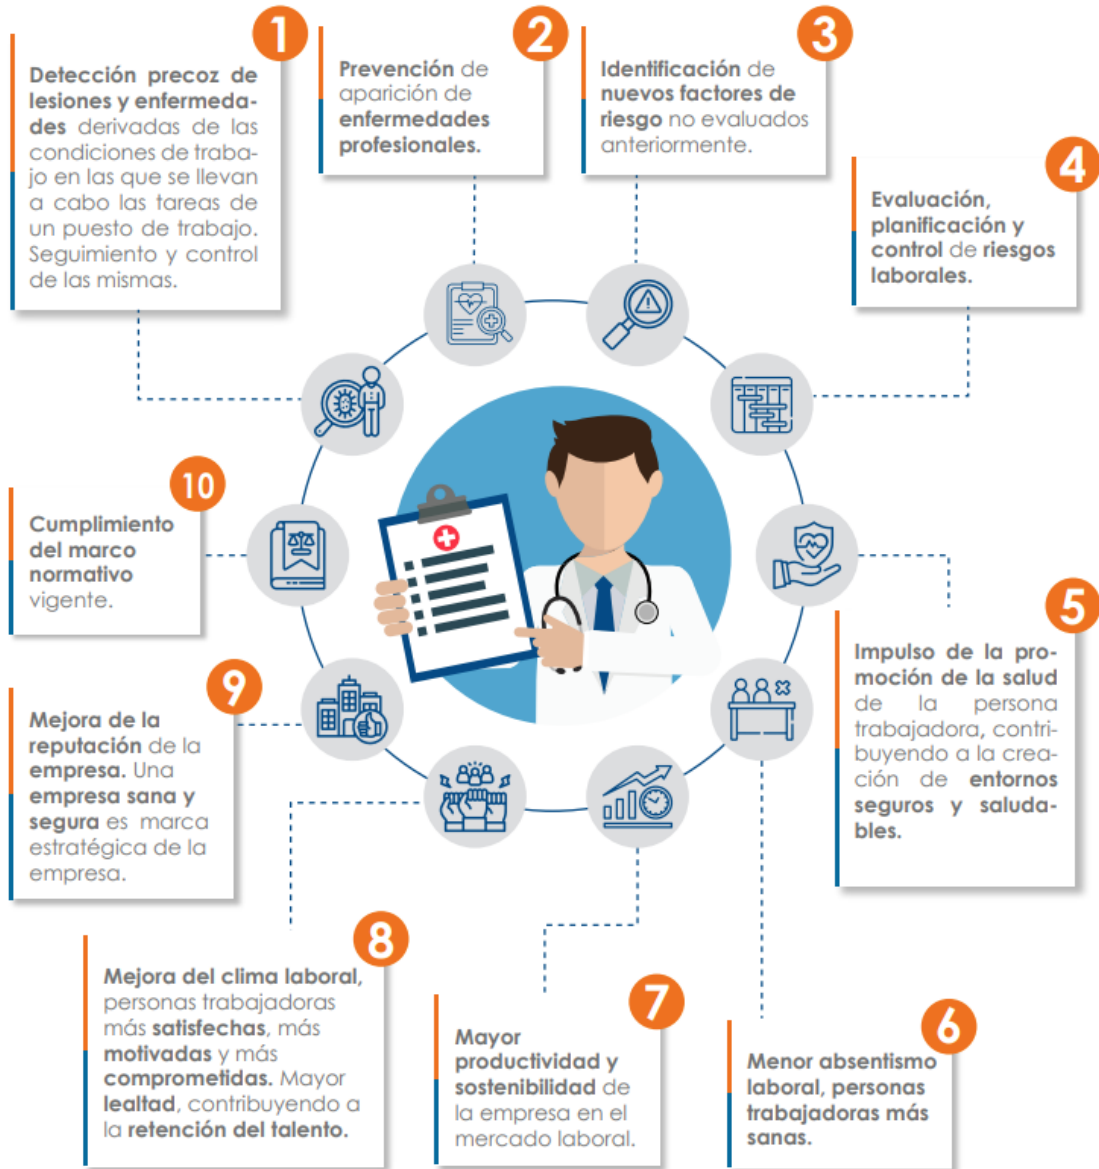 1
Detección precoz de
lesiones y enfermeda-
des derivadas de las
condiciones de traba-
jo en las que se llevan
a cabo las tareas de
un puesto de trabajo.
Seguimiento y control
de las mismas.
2
Prevención de
aparición de
enfermedades
profesionales.
3
Identificación de
nuevos factores de
riesgo no evaluados
anteriormente.
4
Evaluación,
planificación y
control de riesgos
laborales.
5
Impulso de la pro-
moción de la salud
de la persona
trabajadora, contri-
buyendo a la crea-
ción de entornos
seguros y saluda-
bles.
6
Menor absentismo
laboral, personas
trabajadoras más
sanas.
7
Mayor
productividad y
sostenibilidad de
la empresa en el
mercado laboral.
8
Mejora del clima laboral,
personas trabajadoras
más satisfechas, más
motivadas y más
comprometidas. Mayor
lealtad, contribuyendo a
la retención del talento.
9
Mejora de la
reputación de la
empresa. Una
empresa sana y
segura es marca
estratégica de la
empresa.
10
Cumplimiento
del marco
normativo
vigente.